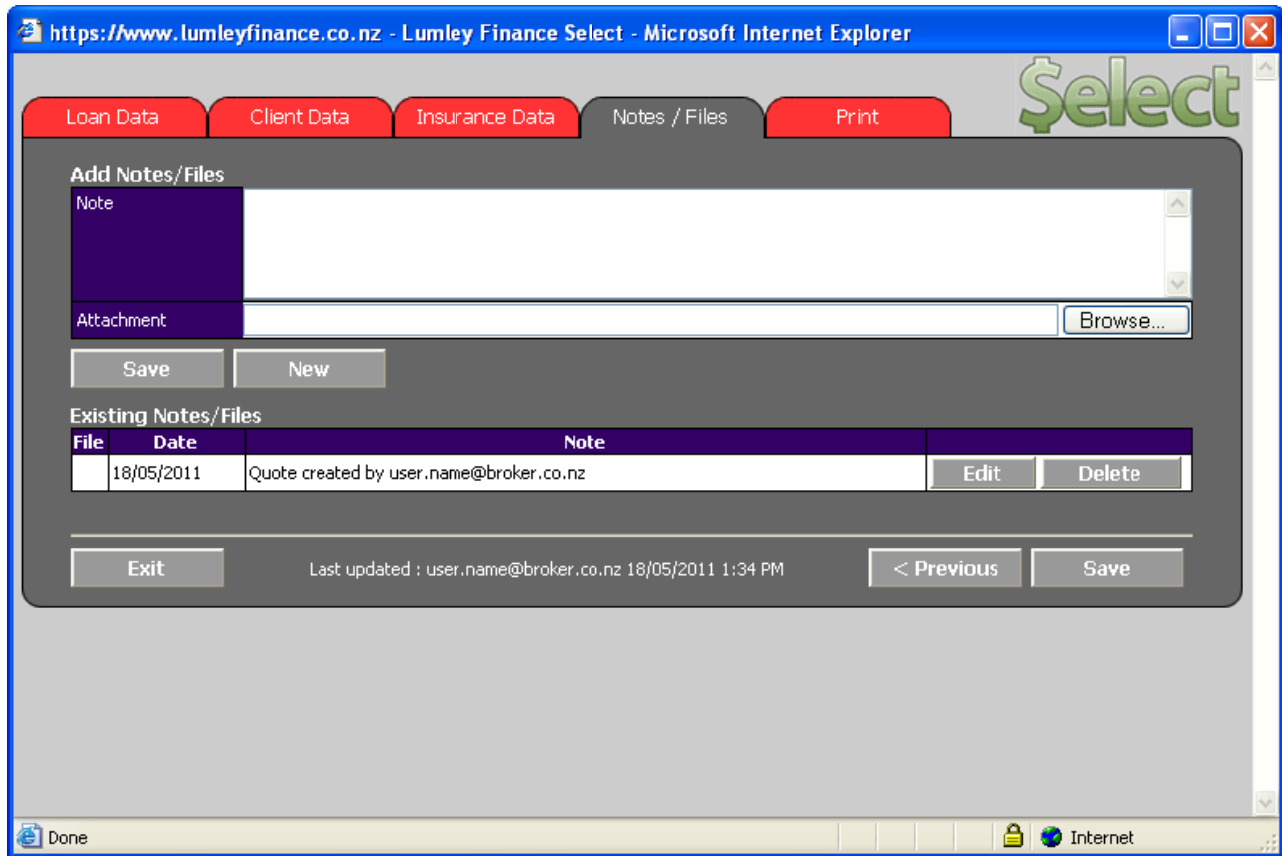 https://www.lumleyfinance.co.nz - Lumley Finance Select - Microsoft Internet Explorer
$elect
Loan Data Client Data Insurance Data Notes / Files Print
Add Notes/Files
Note
Attachment Browse...
Save New
Existing Notes/Files
File Date Note
18/05/2011 Quote created by user.name@broker.co.nz Edit Delete
Exit Last updated : user.name@broker.co.nz 18/05/2011 1:34 PM < Previous Save
Done Internet